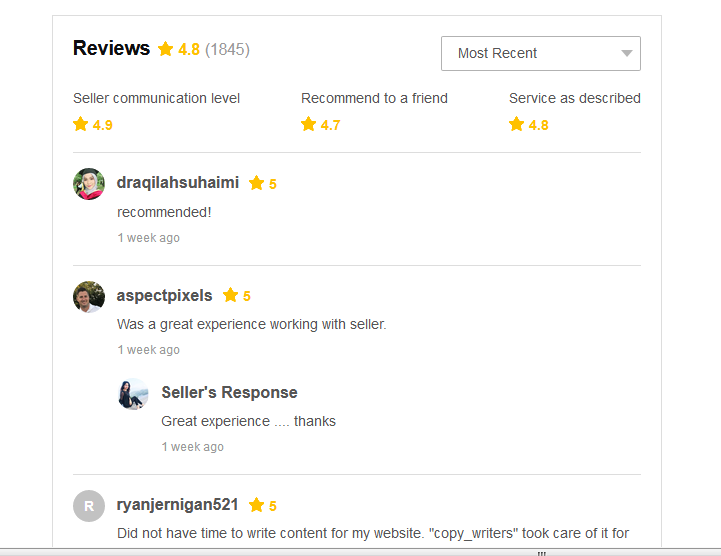 Reviews 4.8 (1845)
Most Recent
Seller communication level Recommend to a friend Service as described
4.9 4.7 4.8
draqilahsuhaimi 5
recommended!
1 week ago
aspectpixels 5
Was a great experience working with seller.
1 week ago
Seller's Response
Great experience .... thanks
1 week ago
R
ryanjernigan521 5
Did not have time to write content for my website. "copy_writers" took care of it for